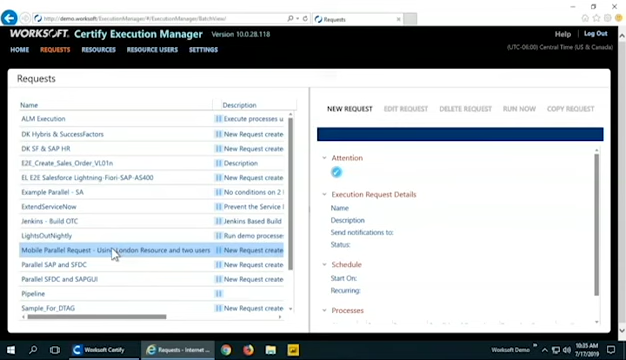 http://demo.worksoft.us/ExecutionManager/#/ExecutionManager/BatchView/
Requests
WORKSOFT Certify Execution Manager Version 10.0.28.118
Help Log Out
HOME REQUESTS RESOURCES RESOURCE USERS SETTINGS
(UTC-06:00) Central Time (US & Canada)
Requests
Name Description
ALM Execution Execute processes u
DK Hybris & SuccessFactors New Request create
DK SF & SAP HR New Request create
E2E_Create_Sales_Order_VL01n Description
EL E2E Salesforce Lightning-Fiori-SAP-AS400 New Request create
Example Parallel - SA No conditions on 2
ExtendServiceNow Prevent the Service
Jenkins - Build OTC Jenkins Based Build
LightsOutNightly Run demo processe
Mobile Parallel Request - Using London Resource and two users New Request create
Parallel SAP and SFDC New Request create
Parallel SFDC and SAPGUI New Request create
Pipeline
Sample_For_DTAG New Request create
NEW REQUEST EDIT REQUEST DELETE REQUEST RUN NOW COPY REQUEST
Attention
Execution Request Details
Name
Description
Send notifications to:
Status:
Schedule
Start On:
Recurring:
Processes
Worksoft Certify
Requests - Internet ...
Worksoft Demo
10:35 AM
7/17/2019